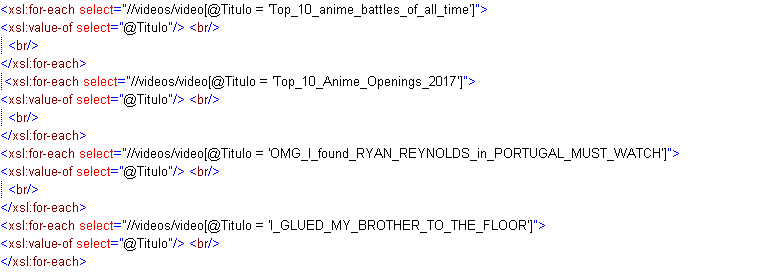 <xsl:for-each select="//videos/video[@Titulo = 'Top_10_anime_battles_of_all_time']">
<xsl:value-of select="@Titulo"/> <br/>
<br/>
</xsl:for-each>
<xsl:for-each select="//videos/video[@Titulo = 'Top_10_Anime_Openings_2017']">
<xsl:value-of select="@Titulo"/> <br/>
<br/>
</xsl:for-each>
<xsl:for-each select="//videos/video[@Titulo = 'OMG_I_found_RYAN_REYNOLDS_in_PORTUGAL_MUST_WATCH']">
<xsl:value-of select="@Titulo"/> <br/>
<br/>
</xsl:for-each>
<xsl:for-each select="//videos/video[@Titulo = 'I_GLUED_MY_BROTHER_TO_THE_FLOOR']">
<xsl:value-of select="@Titulo"/> <br/>
</xsl:for-each>